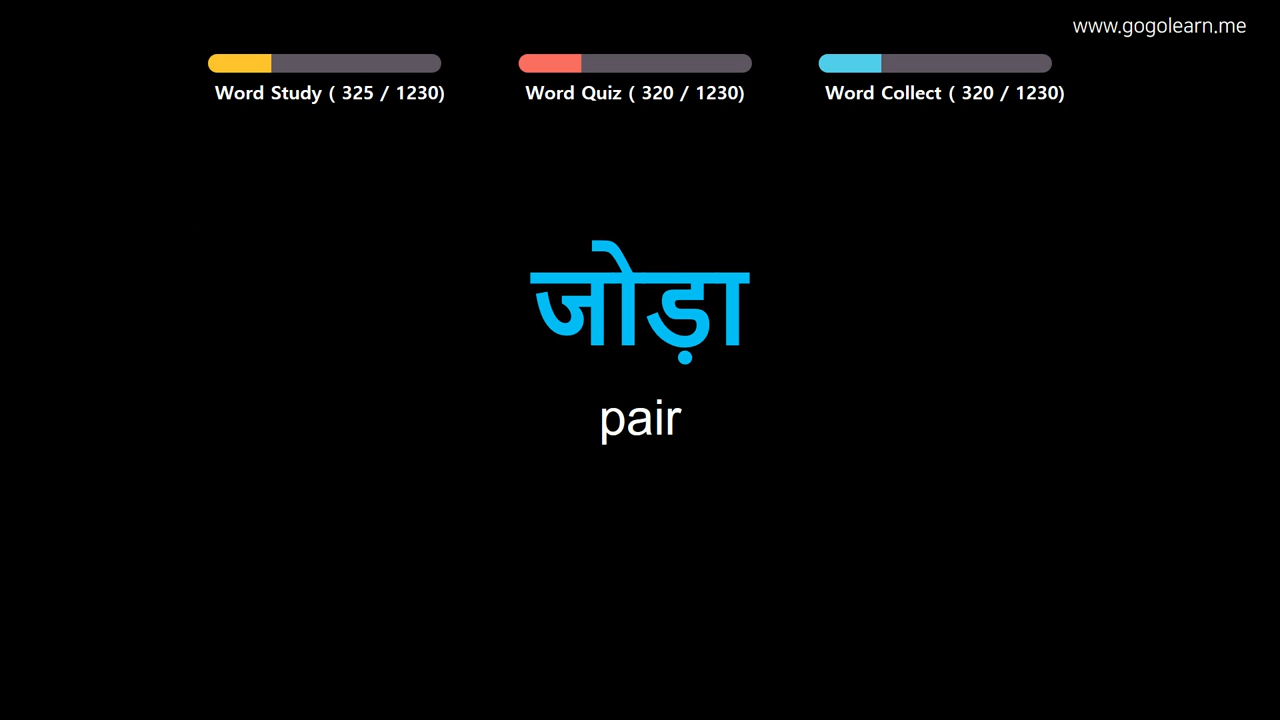 www.gogolearn.me
Word Study ( 325 / 1230)
Word Quiz ( 320 / 1230)
Word Collect ( 320 / 1230)
जोड़ा
pair